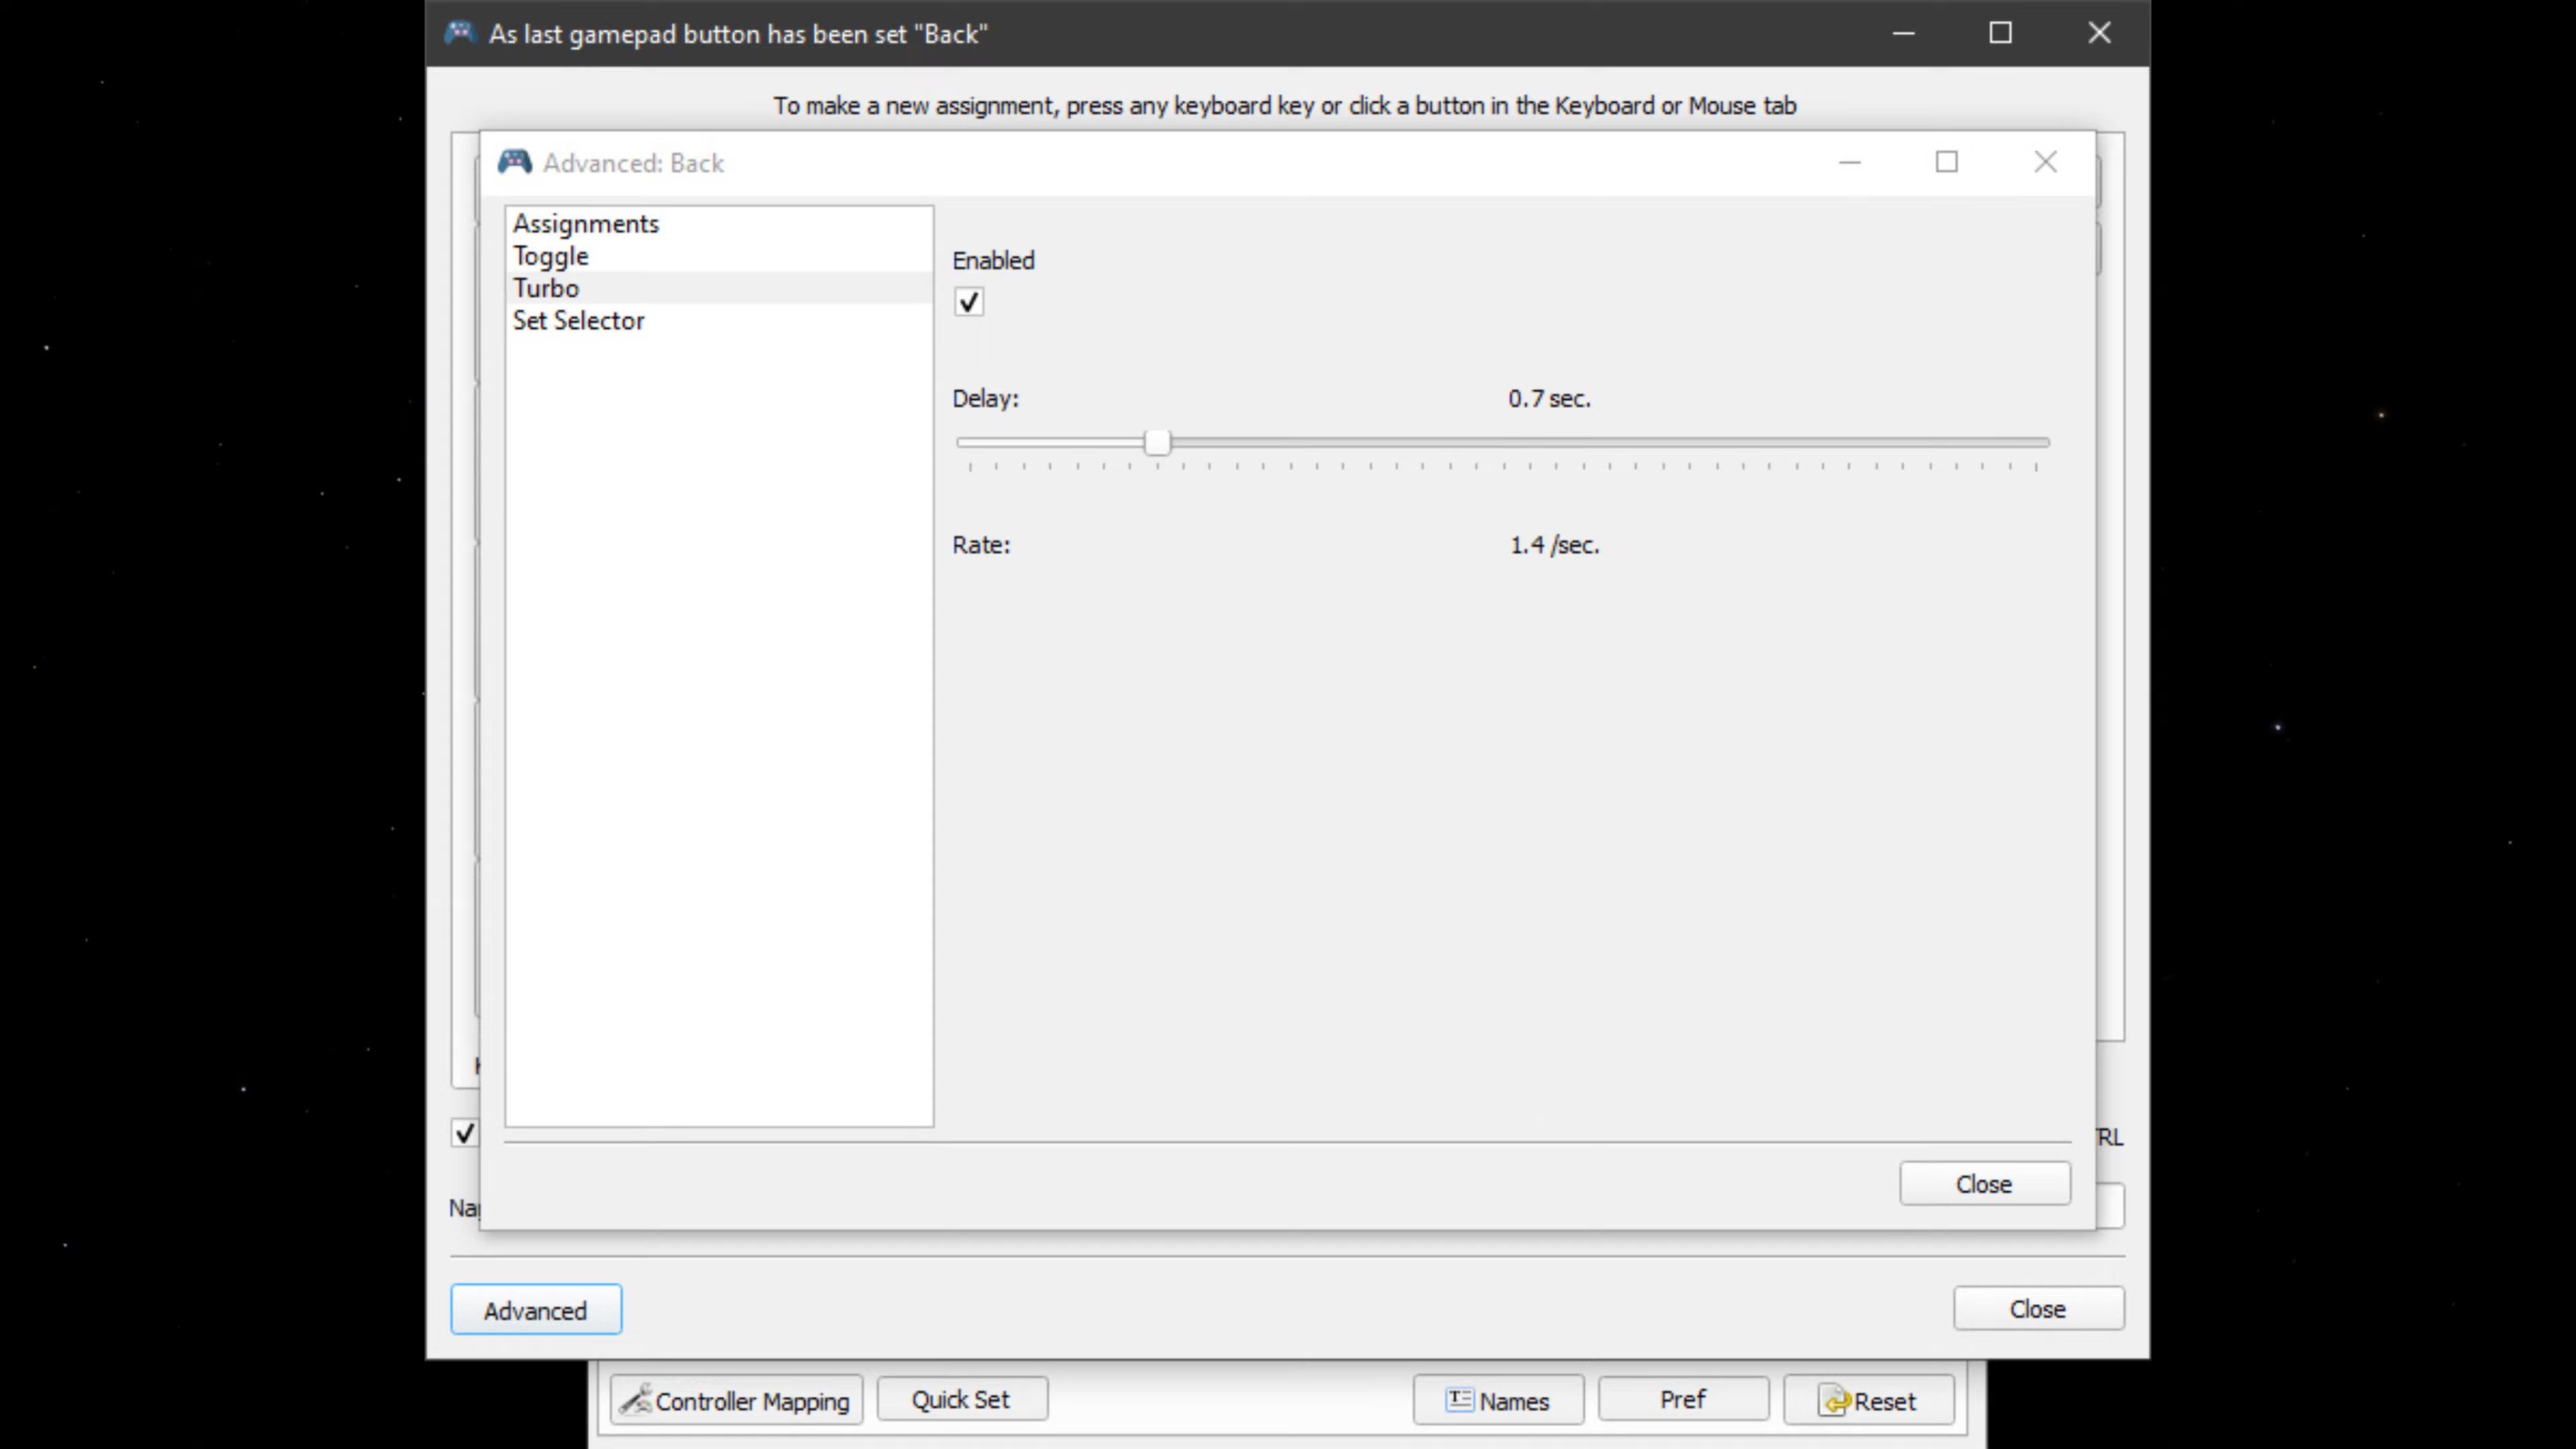 As last gamepad button has been set "Back"
To make a new assignment, press any keyboard key or click a button in the Keyboard or Mouse tab
Advanced: Back
Assignments
Toggle
Turbo
Set Selector
Enabled
Delay:
0.7 sec.
Rate:
1.4 /sec.
Close
Advanced
Close
Controller Mapping
Quick Set
Names
Pref
Reset